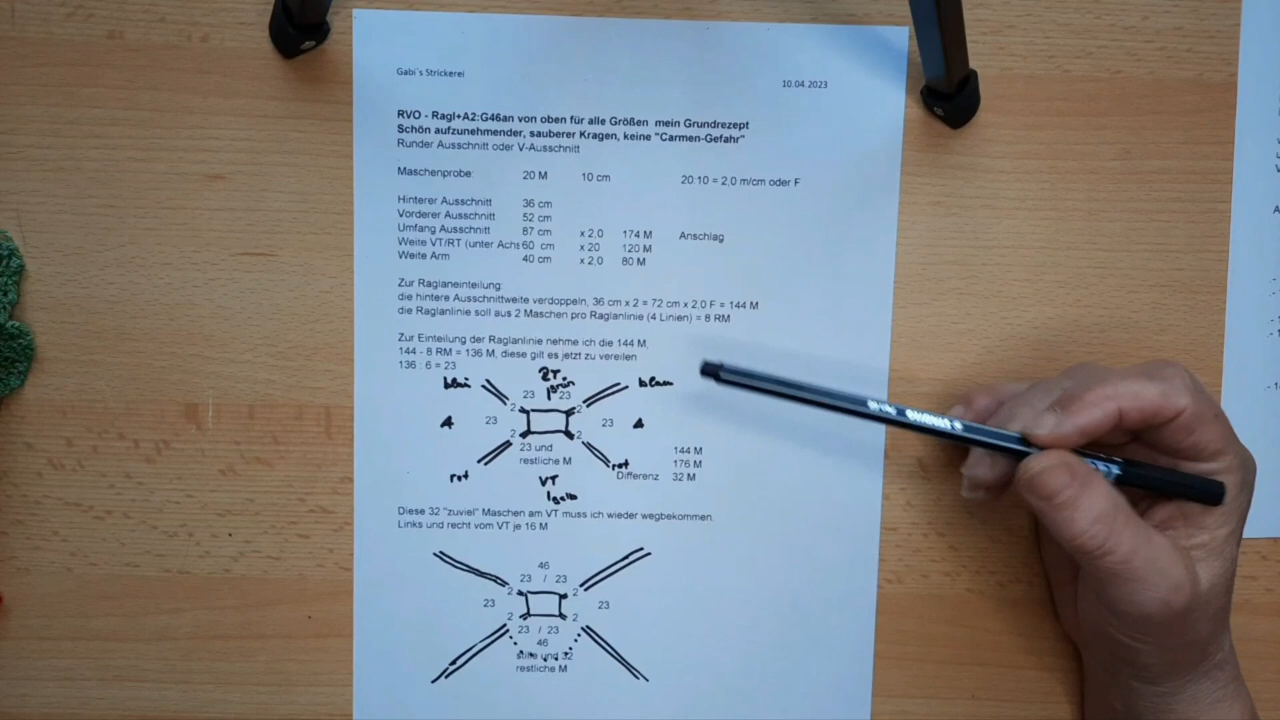 Gabi's Strickerei 10.04.2023
RVO - Ragl+A2:G46an von oben für alle Größen mein Grundrezept
Schön aufzunehmender, sauberer Kragen, keine "Carmen-Gefahr"
Runder Ausschnitt oder V-Ausschnitt
Maschenprobe: 20 M 10 cm 20:10 = 2,0 m/cm oder F
Hinterer Ausschnitt 36 cm
Vorderer Ausschnitt 52 cm
Umfang Ausschnitt 87 cm x 2,0 174 M Anschlag
Weite VT/RT (unter Achs 60 cm x 20 120 M
Weite Arm 40 cm x 2,0 80 M
Zur Raglaneinteilung:
die hintere Ausschnittweite verdoppeln, 36 cm x 2 = 72 cm x 2,0 F = 144 M
die Raglanlinie soll aus 2 Maschen pro Raglanlinie (4 Linien) = 8 RM
Zur Einteilung der Raglanlinie nehme ich die 144 M,
144 - 8 RM = 136 M, diese gilt es jetzt zu vereilen
136 : 6 = 23
blau grün blau
23 23
2 2
A 23 23 A
2 2
23 und
restliche M
144 M
176 M
Differenz 32 M
rot VT rot
gelb
Diese 32 "zuviel" Maschen am VT muss ich wieder wegbekommen.
Links und recht vom VT je 16 M
46
23 / 23
2 2
23 23
2 2
23 / 23
46
und 32
restliche M